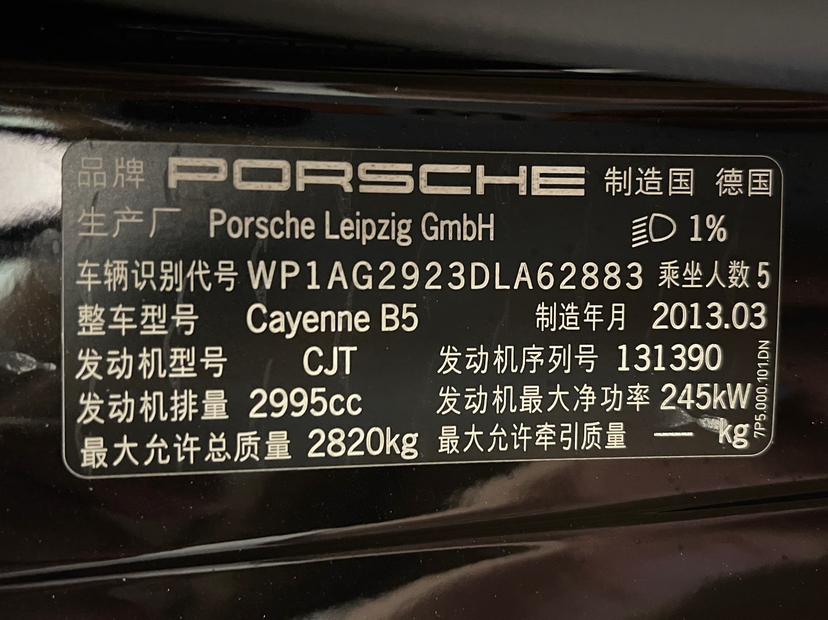 品牌 PORSCHE 制造国 德国
生产厂 Porsche Leipzig GmbH 1%
车辆识别代号 WP1AG2923DLA62883 乘坐人数 5
整车型号 Cayenne B5 制造年月 2013.03
发动机型号 CJT 发动机序列号 131390
发动机排量 2995cc 发动机最大净功率 245kW
最大允许总质量 2820kg 最大允许牵引质量 — kg
7P5.000.101.DN